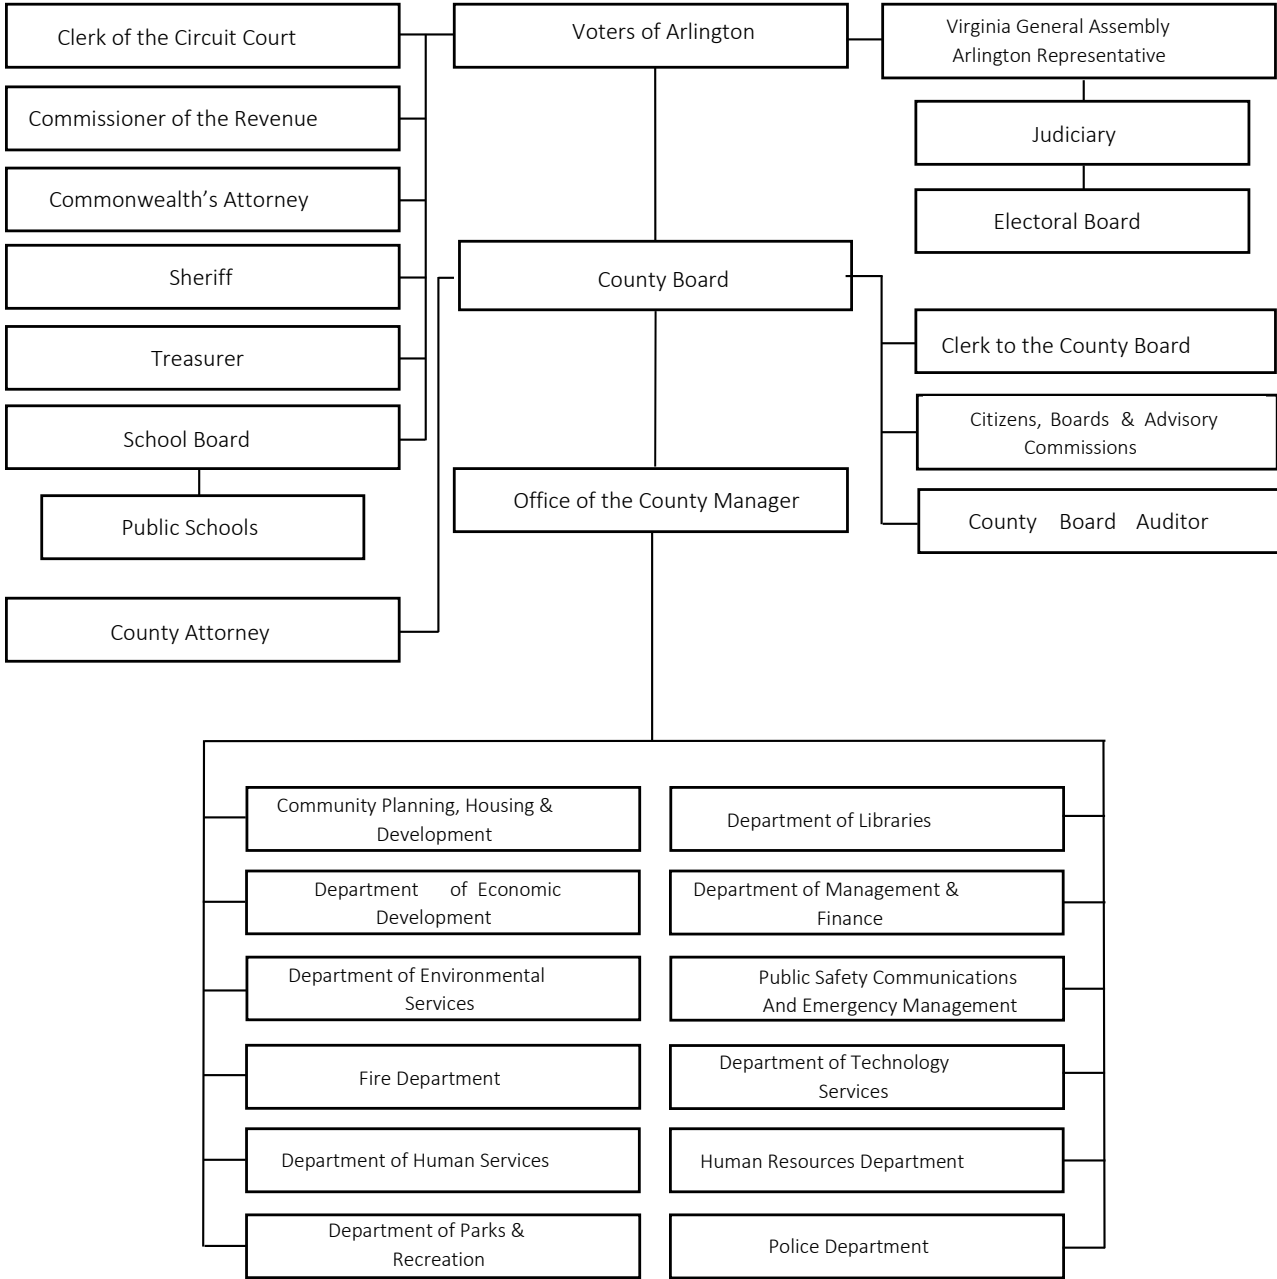 Clerk of the Circuit Court
Voters of Arlington
Virginia General Assembly
Arlington Representative
Commissioner of the Revenue
Judiciary
Commonwealth’s Attorney
Electoral Board
Sheriff
County Board
Treasurer
Clerk to the County Board
School Board
Citizens, Boards & Advisory
Commissions
Public Schools
Office of the County Manager
County Board Auditor
County Attorney
Community Planning, Housing &
Development
Department of Libraries
Department of Economic
Development
Department of Management &
Finance
Department of Environmental
Services
Public Safety Communications
And Emergency Management
Fire Department
Department of Technology
Services
Department of Human Services
Human Resources Department
Department of Parks &
Recreation
Police Department